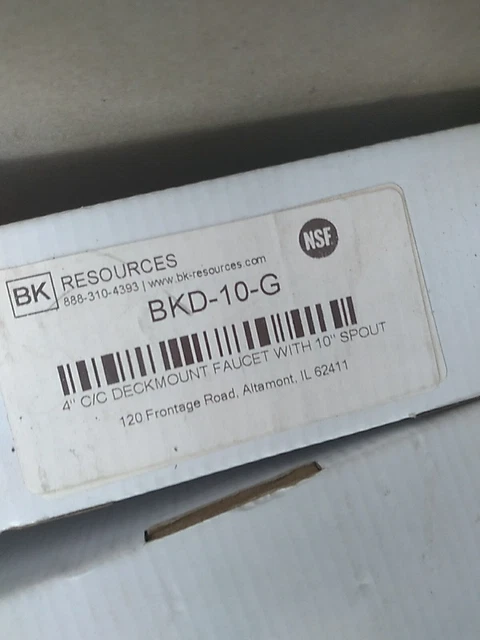 NSF
BK RESOURCES
888-310-4393 | www.bk-resources.com
BKD-10-G
4" C/C DECKMOUNT FAUCET WITH 10" SPOUT
120 Frontage Road, Altamont, IL 62411